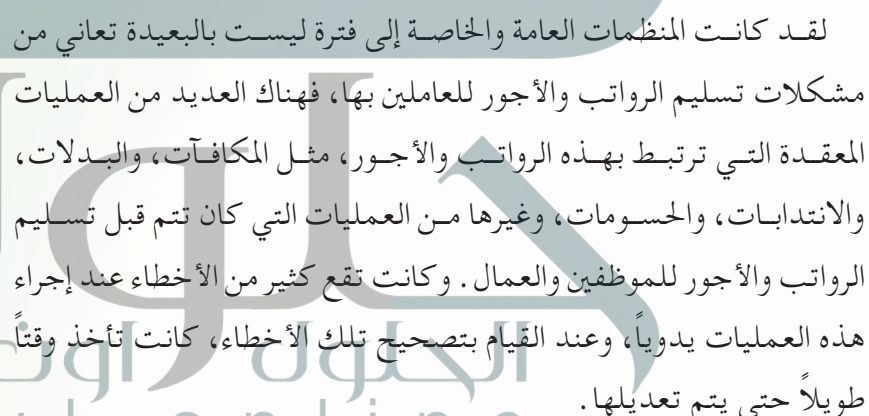 لقد كانت المنظمات العامة والخاصة إلى فترة ليست بالبعيدة تعاني من
مشكلات تسليم الرواتب والأجور للعاملين بها، فهناك العديد من العمليات
المعقدة التي ترتبط بهذه الرواتب والأجور، مثل المكافآت، والبدلات،
والانتدابات، والحسومات، وغيرها من العمليات التي كان تتم قبل تسليم
الرواتب والأجور للموظفين والعمال. وكانت تقع كثير من الأخطاء عند إجراء
هذه العمليات يدوياً، وعند القيام بتصحيح تلك الأخطاء، كانت تأخذ وقتاً
طويلاً حتى يتم تعديلها.
حلول
الحلول